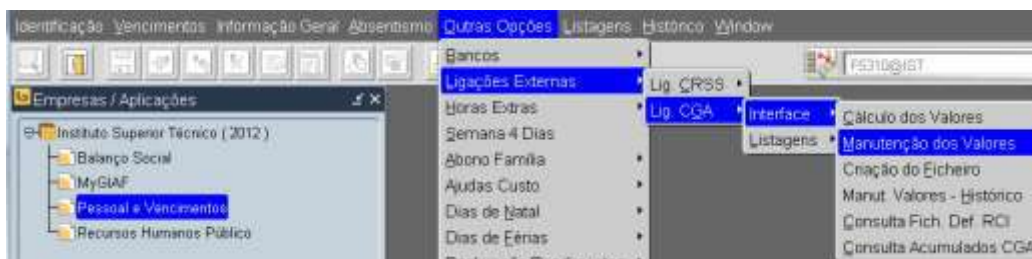 Identificação Vencimentos Informação Geral Absentismo Outras Opções Listagens Histórico Window
F5310@IST
Empresas / Aplicações
Instituto Superior Técnico ( 2012 )
Balanço Social
MyGIAF
Pessoal e Vencimentos
Recursos Humanos Público
Bancos
Ligações Externas
Horas Extras
Semana 4 Dias
Abono Família
Ajudas Custo
Dias de Natal
Dias de Férias
Lig. CRSS
Lig. CGA
Interface
Listagens
Cálculo dos Valores
Manutenção dos Valores
Criação do Ficheiro
Manut. Valores - Histórico
Consulta Fich. Def. RCI
Consulta Acumulados CGA